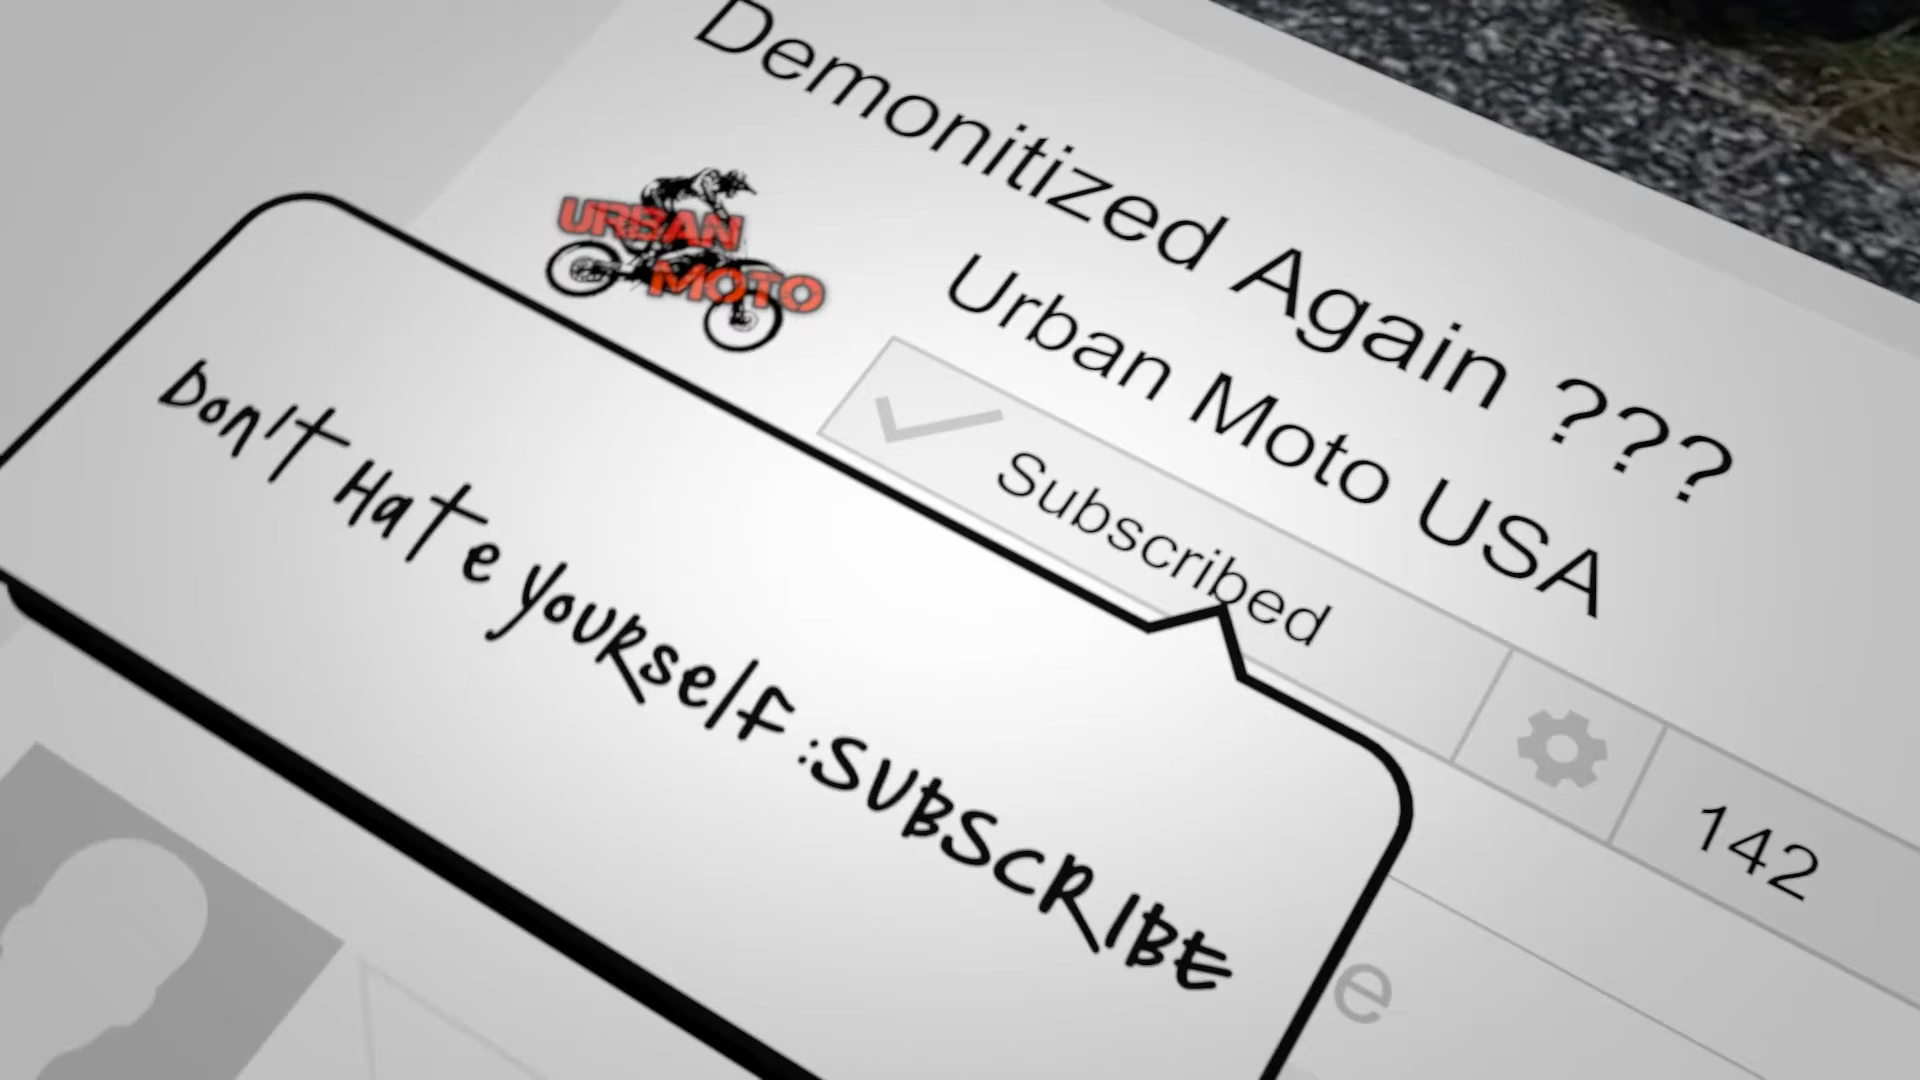 Demonitized Again ???
URBAN
MOTO
Urban Moto USA
Subscribed
142
Don't Hate yourself :SUBSCRIBE
e